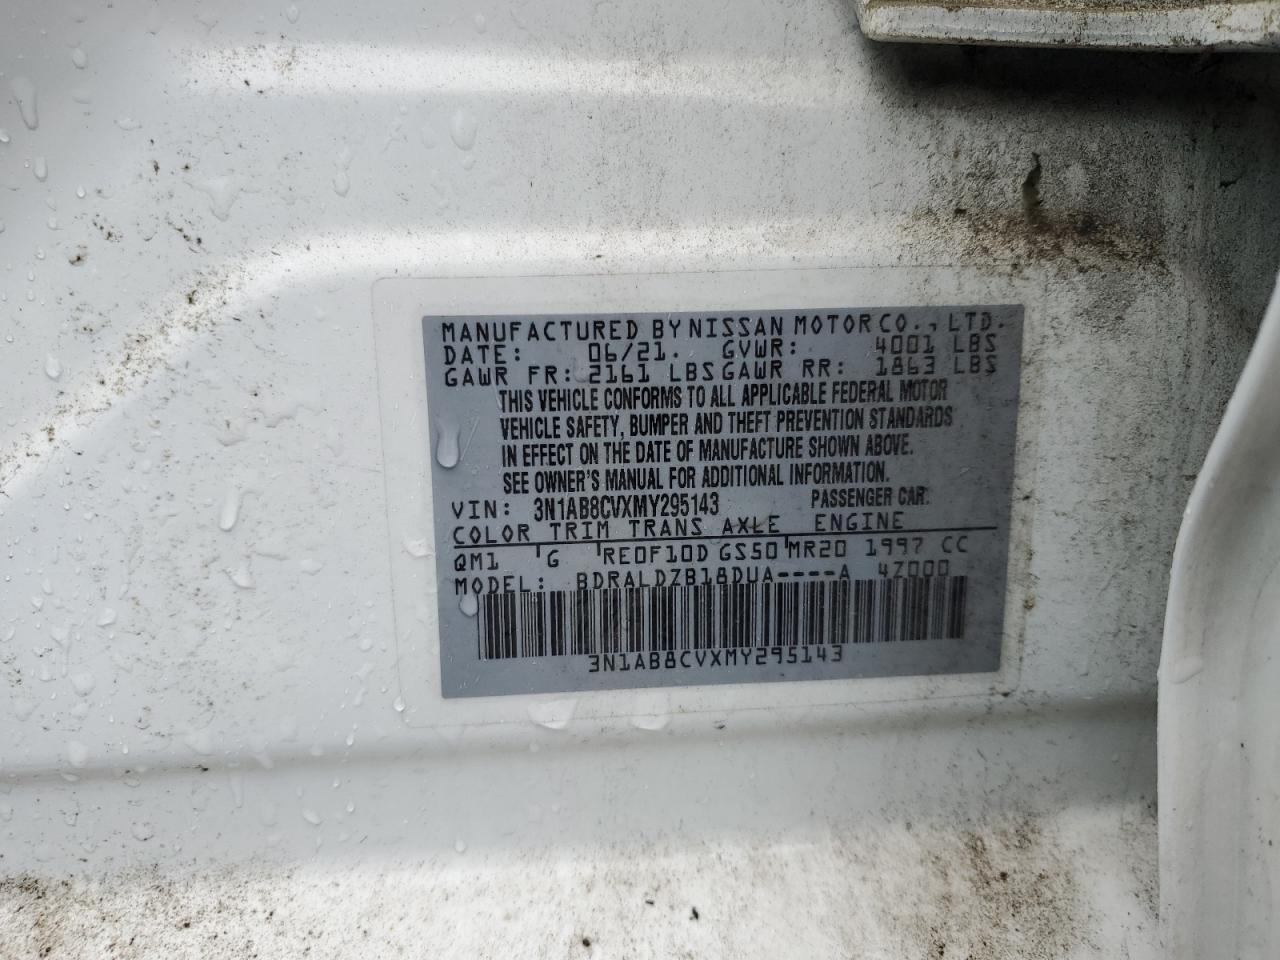 MANUFACTURED BY NISSAN MOTOR CO., LTD.
DATE: 06/21. GVWR: 4001 LBS
GAWR FR: 2161 LBS GAWR RR: 1863 LBS
THIS VEHICLE CONFORMS TO ALL APPLICABLE FEDERAL MOTOR
VEHICLE SAFETY, BUMPER AND THEFT PREVENTION STANDARDS
IN EFFECT ON THE DATE OF MANUFACTURE SHOWN ABOVE.
SEE OWNER'S MANUAL FOR ADDITIONAL INFORMATION.
VIN: 3N1AB8CVXMY295143 PASSENGER CAR.
COLOR TRIM TRANS AXLE ENGINE
QM1 G RE0F10D GS50 MR20 1997 CC
MODEL: BDRALDZB18DUA----A 47000
3N1AB8CVXMY295143